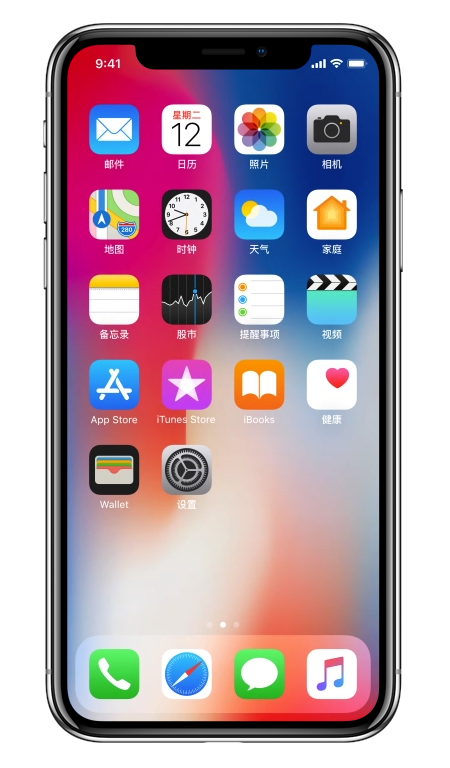 9:41
星期二
12
邮件
日历
照片
相机
280
地图
时钟
天气
家庭
备忘录
股市
提醒事项
视频
App Store
iTunes Store
iBooks
健康
Wallet
设置